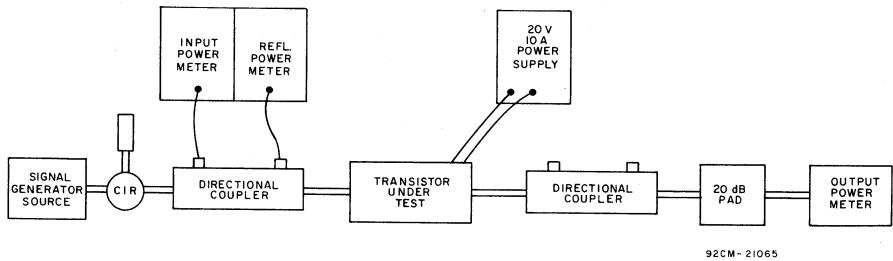 INPUT
POWER
METER
REFL.
POWER
METER
20 V
10 A
POWER
SUPPLY
SIGNAL
GENERATOR
SOURCE
CIR
DIRECTIONAL
COUPLER
TRANSISTOR
UNDER
TEST
DIRECTIONAL
COUPLER
20 dB
PAD
OUTPUT
POWER
METER
92CM-21065